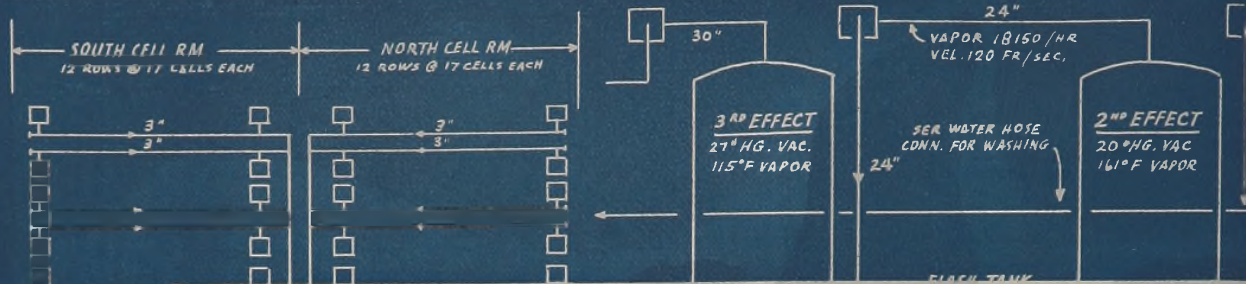 SOUTH CELL RM
12 ROWS @ 17 CELLS EACH
NORTH CELL RM
12 ROWS @ 17 CELLS EACH
3"
3"
3"
3"
30"
24"
VAPOR 18150/HR
VEL. 120 FR/SEC,
3RD EFFECT
27" HG. VAC.
115°F VAPOR
24"
SER WATER HOSE
CONN. FOR WASHING
2ND EFFECT
20"HG. VAC
161°F VAPOR
FLASH TANK